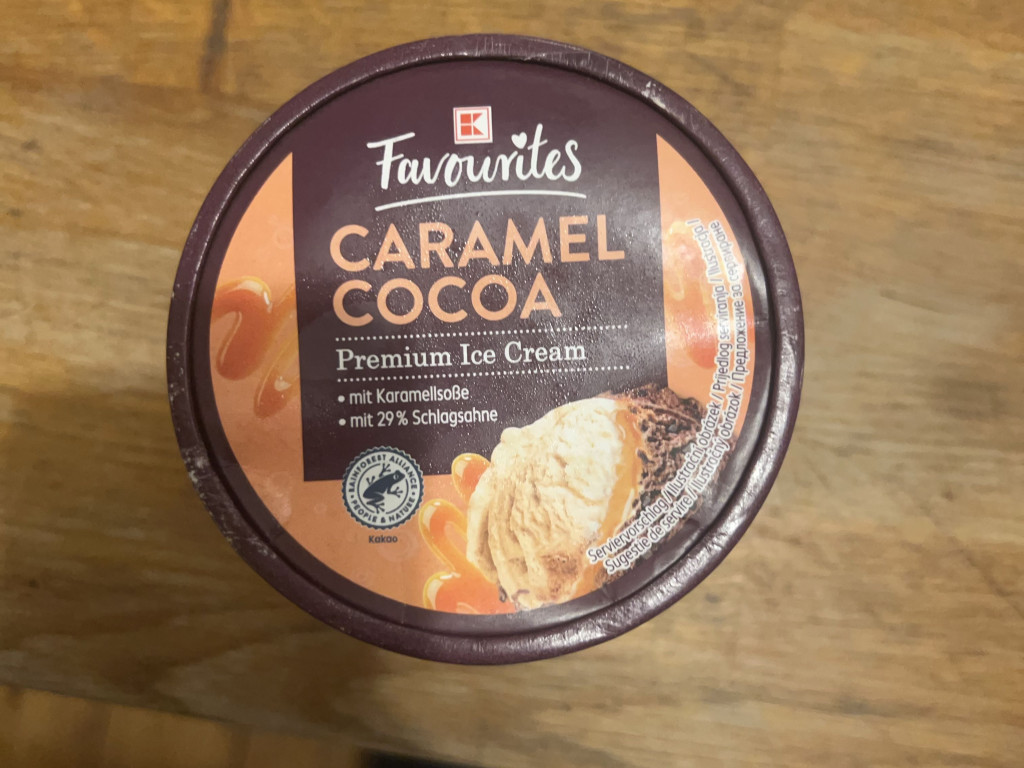 K
Favourites
CARAMEL
COCOA
Premium Ice Cream
• mit Karamellsoße
• mit 29% Schlagsahne
RAINFOREST ALLIANCE
PEOPLE & NATURE
Kakao
Serviervorschlag / Ilustrační obrázek / Prijedlog serviranja / Ilustracja /
Sugestie de servire / Ilustračný obrázok / Предложение за сервиране